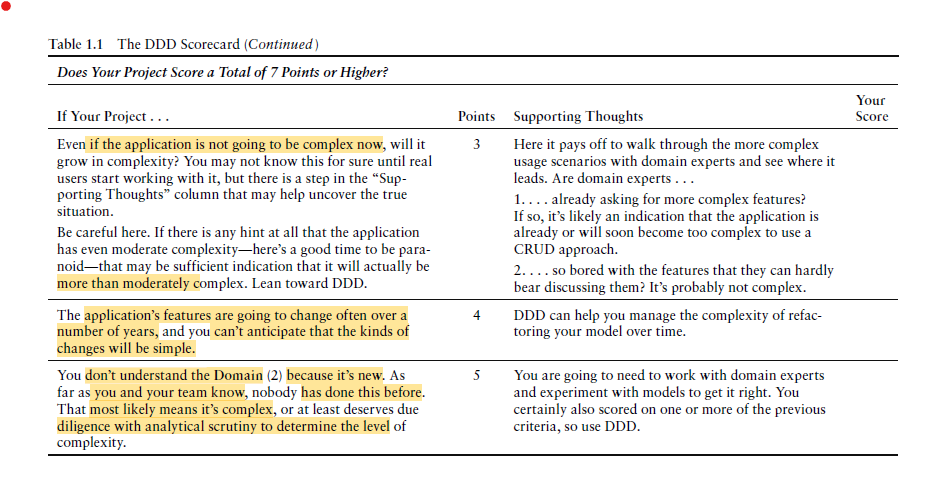 Table 1.1 The DDD Scorecard (Continued)
Does Your Project Score a Total of 7 Points or Higher?
If Your Project . . .
Points
Supporting Thoughts
Your
Score
Even if the application is not going to be complex now, will it
grow in complexity? You may not know this for sure until real
users start working with it, but there is a step in the “Sup-
porting Thoughts” column that may help uncover the true
situation.
Be careful here. If there is any hint at all that the application
has even moderate complexity—here’s a good time to be para-
noid—that may be sufficient indication that it will actually be
more than moderately complex. Lean toward DDD.
3
Here it pays off to walk through the more complex
usage scenarios with domain experts and see where it
leads. Are domain experts . . .
1. . . . already asking for more complex features?
If so, it’s likely an indication that the application is
already or will soon become too complex to use a
CRUD approach.
2. . . . so bored with the features that they can hardly
bear discussing them? It’s probably not complex.
The application’s features are going to change often over a
number of years, and you can’t anticipate that the kinds of
changes will be simple.
4
DDD can help you manage the complexity of refac-
toring your model over time.
You don’t understand the Domain (2) because it’s new. As
far as you and your team know, nobody has done this before.
That most likely means it’s complex, or at least deserves due
diligence with analytical scrutiny to determine the level of
complexity.
5
You are going to need to work with domain experts
and experiment with models to get it right. You
certainly also scored on one or more of the previous
criteria, so use DDD.